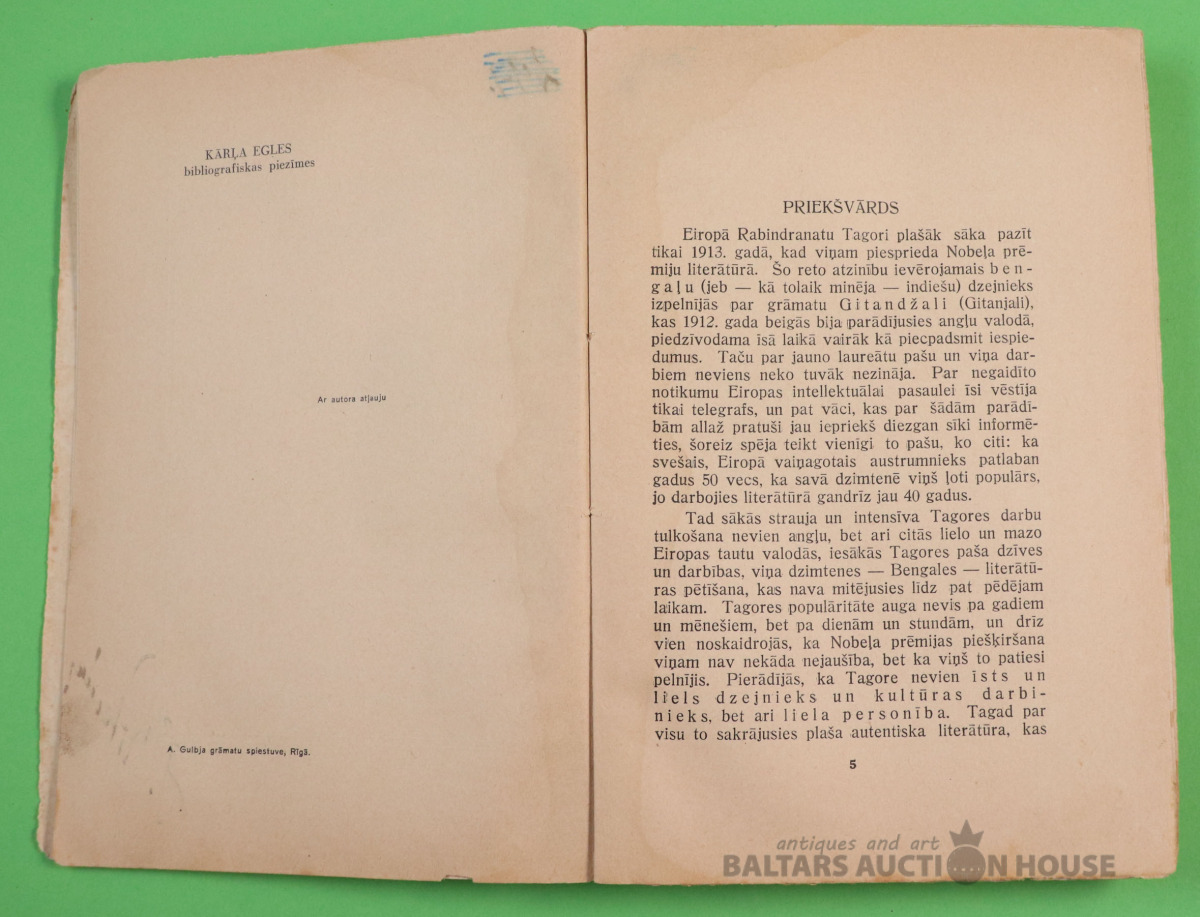 KĀRĻA EGLES
bibliografiskas piezīmes
Ar autora atļauju
A. Gulbja grāmatu spiestuve, Rīgā.
PRIEKŠVĀRDS
Eiropā Rabindranatu Tagori plašāk sāka pazīt
tikai 1913. gadā, kad viņam piesprieda Nobeļa prē-
miju literātūrā. Šo reto atzinību ievērojamais ben-
gaļu (jeb — kā tolaik minēja — indiešu) dzejnieks
izpelnījās par grāmatu Gitandžali (Gitanjali),
kas 1912. gada beigās bija parādījusies angļu valodā,
piedzīvodama īsā laikā vairāk kā piecpadsmit iespie-
dumus. Taču par jauno laureātu pašu un viņa dar-
biem neviens neko tuvāk nezināja. Par negaidīto
notikumu Eiropas intellektuālai pasaulei īsi vēstīja
tikai telegrafs, un pat vāci, kas par šādām parādī-
bām allaž pratuši jau iepriekš diezgan sīki informē-
ties, šoreiz spēja teikt vienīgi to pašu, ko citi: ka
svešais, Eiropā vaiņagotais austrumnieks patlaban
gadus 50 vecs, ka savā dzimtenē viņš ļoti populārs,
jo darbojies literātūrā gandrīz jau 40 gadus.
Tad sākās strauja un intensīva Tagores darbu
tulkošana nevien angļu, bet ari citās lielo un mazo
Eiropas tautu valodās, iesākās Tagores paša dzīves
un darbības, viņa dzimtenes — Bengales — literātū-
ras pētīšana, kas nava mitējusies līdz pat pēdējam
laikam. Tagores populāritāte auga nevis pa gadiem
un mēnešiem, bet pa dienām un stundām, un drīz
vien noskaidrojās, ka Nobeļa prēmijas piešķiršana
viņam nav nekāda nejaušība, bet ka viņš to patiesi
pelnījis. Pierādījās, ka Tagore nevien īsts un
liels dzejnieks un kultūras darbi-
nieks, bet ari liela personība. Tagad par
visu to sakrājusies plaša autentiska literātūra, kas
5
antiques and art
BALTARS AUCTION HOUSE